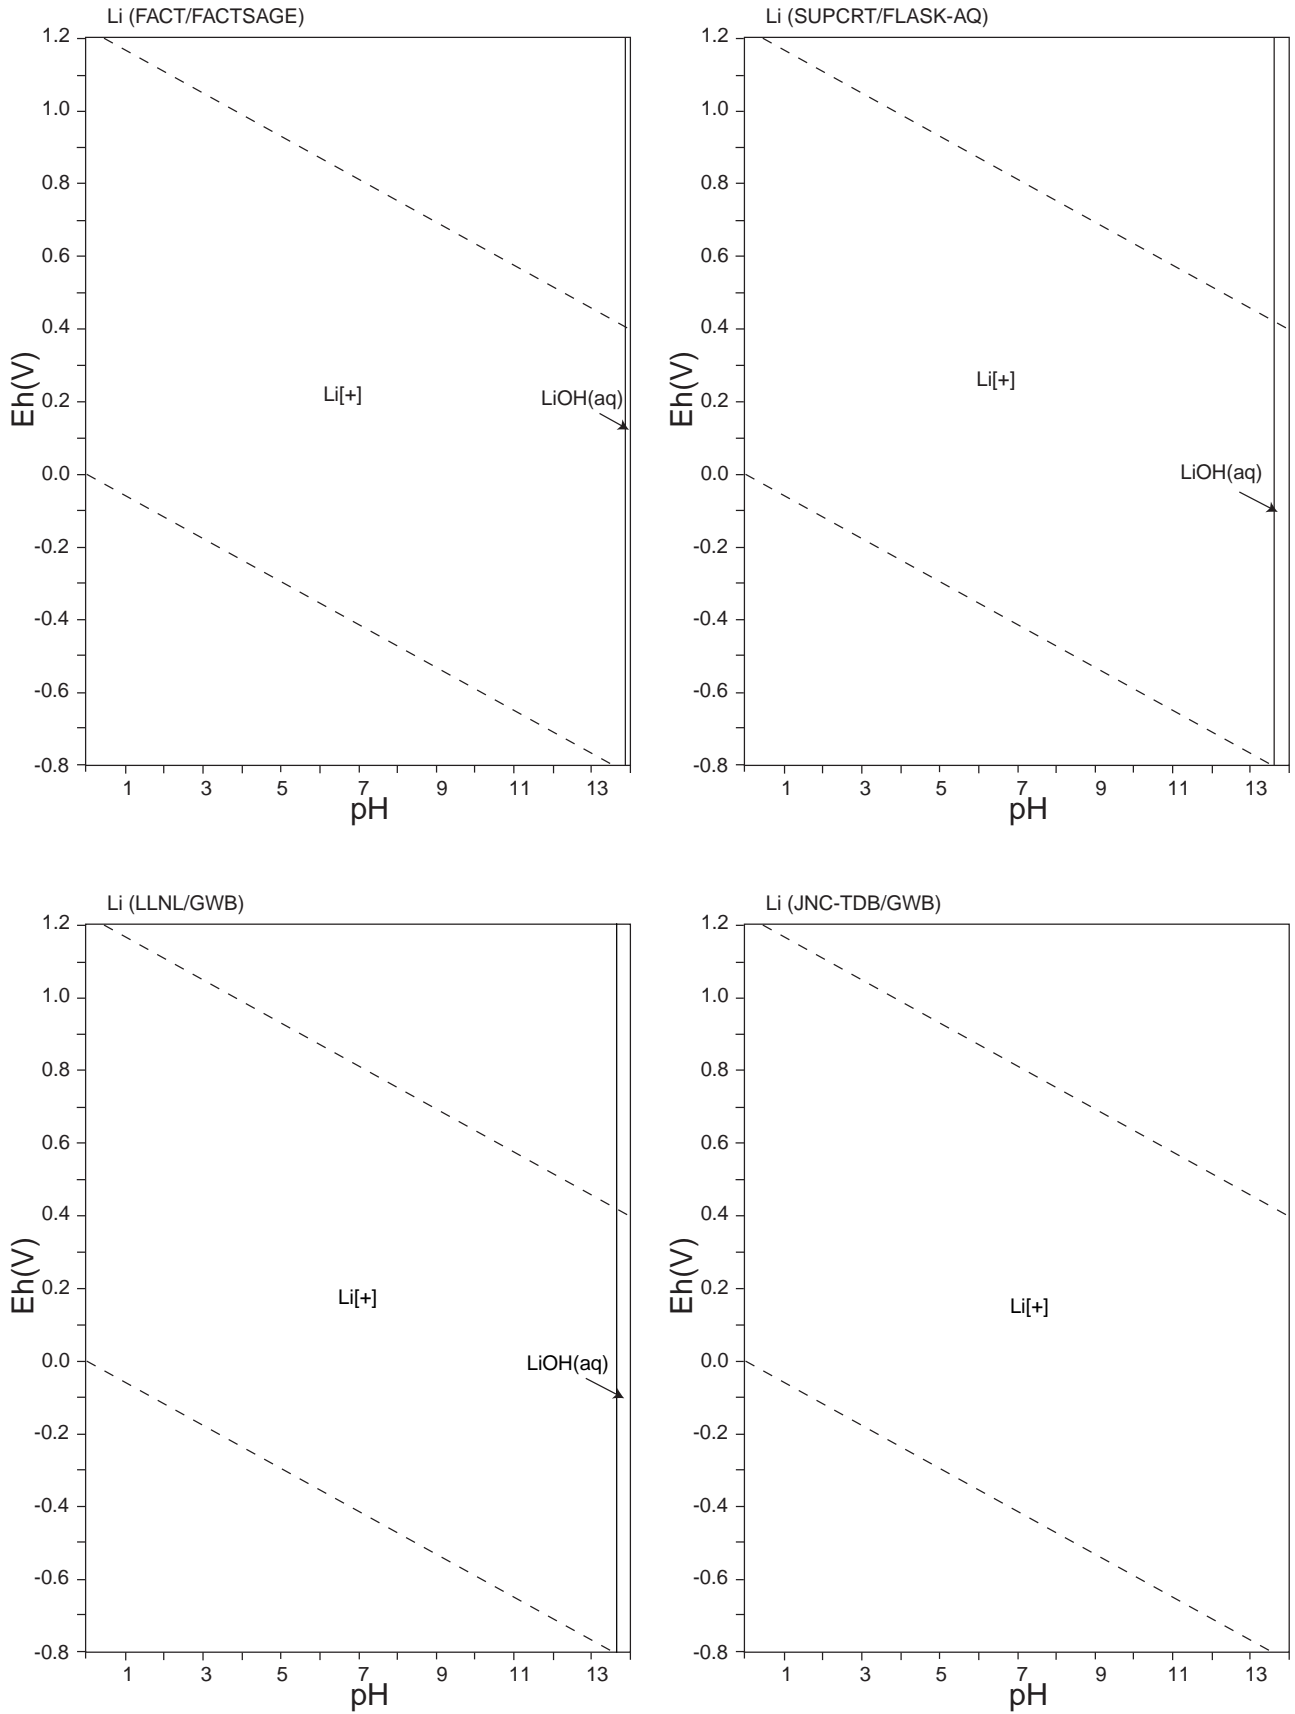 Li (FACT/FACTSAGE)
1.2
1.0
0.8
0.6
0.4
0.2
0.0
-0.2
-0.4
-0.6
-0.8
Eh(V)
Li[+]
LiOH(aq)
1 3 5 7 9 11 13
pH
Li (SUPCRT/FLASK-AQ)
1.2
1.0
0.8
0.6
0.4
0.2
0.0
-0.2
-0.4
-0.6
-0.8
Eh(V)
Li[+]
LiOH(aq)
1 3 5 7 9 11 13
pH
Li (LLNL/GWB)
1.2
1.0
0.8
0.6
0.4
0.2
0.0
-0.2
-0.4
-0.6
-0.8
Eh(V)
Li[+]
LiOH(aq)
1 3 5 7 9 11 13
pH
Li (JNC-TDB/GWB)
1.2
1.0
0.8
0.6
0.4
0.2
0.0
-0.2
-0.4
-0.6
-0.8
Eh(V)
Li[+]
1 3 5 7 9 11 13
pH